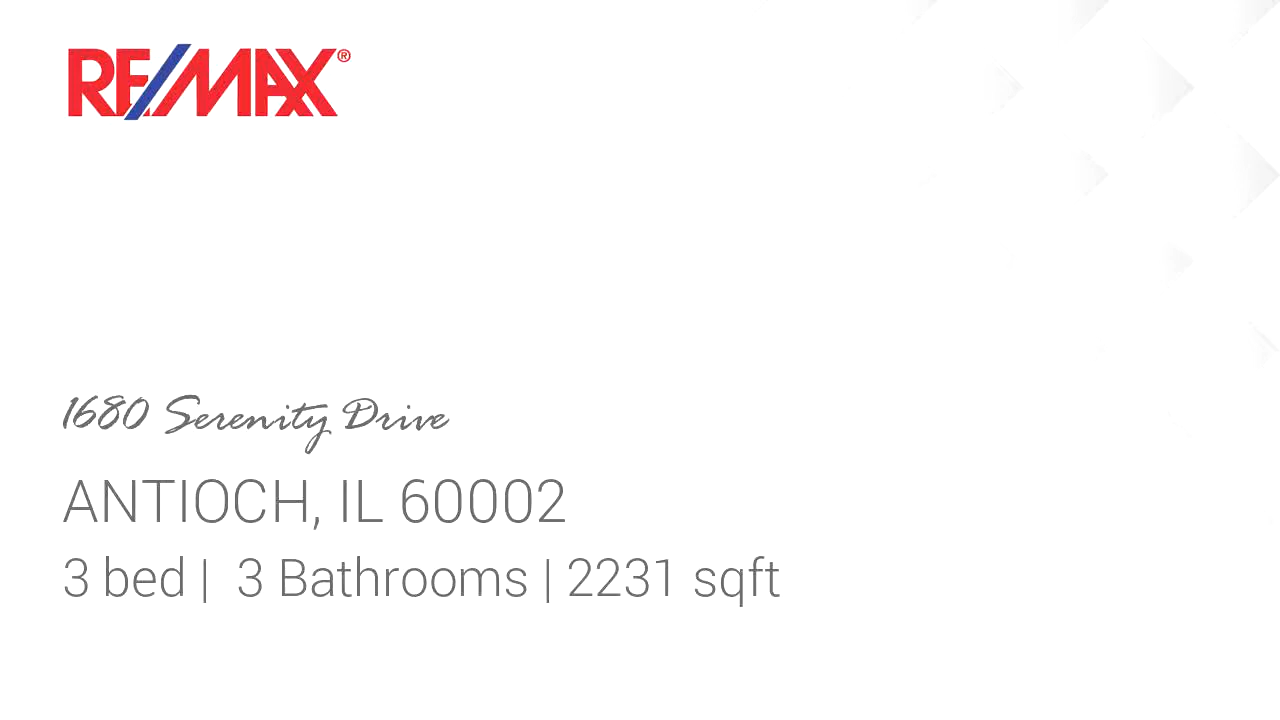 RE/MAX®
1680 Serenity Drive
ANTIOCH, IL 60002
3 bed | 3 Bathrooms | 2231 sqft